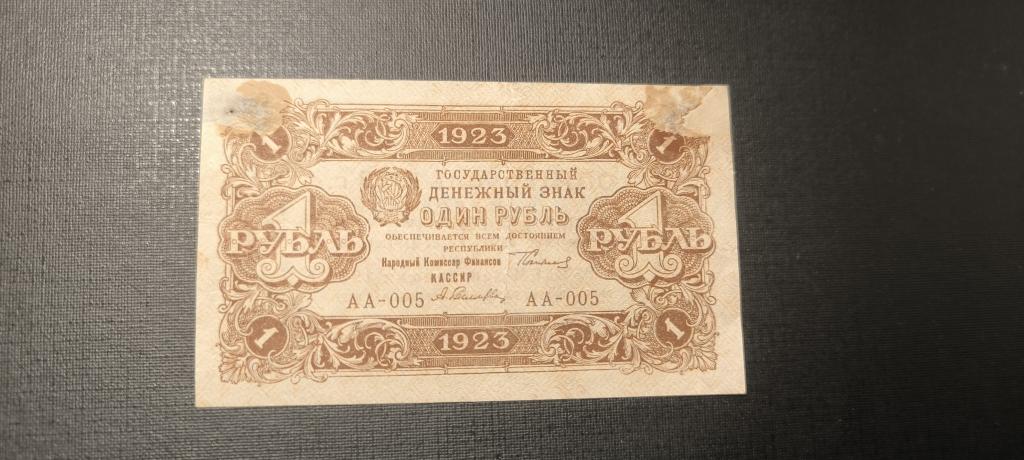 1 1923 1
ГОСУДАРСТВЕННЫЙ
ДЕНЕЖНЫЙ ЗНАК
ОДИН РУБЛЬ
1 РУБЛЬ
1 РУБЛЬ
ОБЕСПЕЧИВАЕТСЯ ВСЕМ ДОСТОЯНИЕМ
РЕСПУБЛИКИ
Народный Комиссар Финансов
КАССИР
АА-005 АА-005
1 1923 1